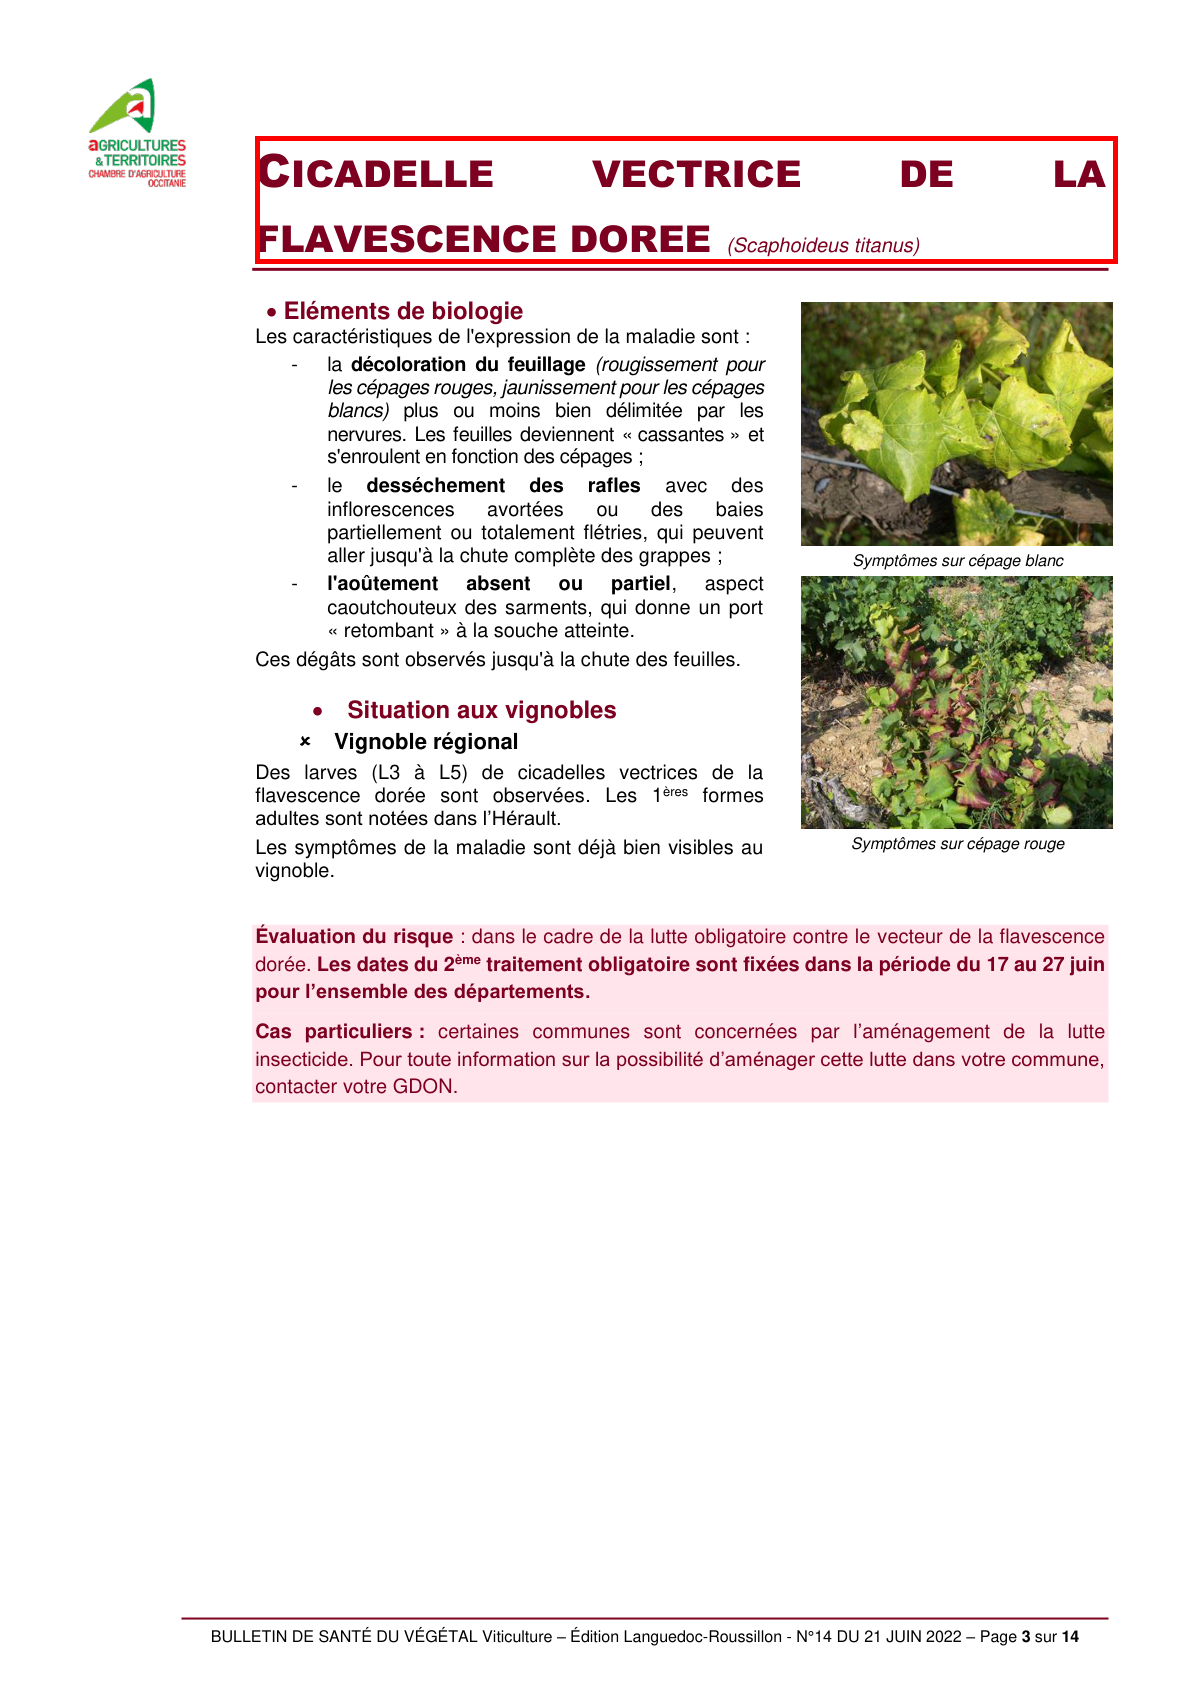 aGRICULTURES
& TERRITOIRES
CHAMBRE D'AGRICULTURE
OCCITANIE
CICADELLE VECTRICE DE LA
FLAVESCENCE DOREE (Scaphoideus titanus)
• Eléments de biologie
Les caractéristiques de l'expression de la maladie sont :
- la décoloration du feuillage (rougissement pour
les cépages rouges, jaunissement pour les cépages
blancs) plus ou moins bien délimitée par les
nervures. Les feuilles deviennent « cassantes » et
s'enroulent en fonction des cépages ;
- le desséchement des rafles avec des
inflorescences avortées ou des baies
partiellement ou totalement flétries, qui peuvent
aller jusqu'à la chute complète des grappes ;
- l'aoûtement absent ou partiel, aspect
caoutchouteux des sarments, qui donne un port
« retombant » à la souche atteinte.
Ces dégâts sont observés jusqu'à la chute des feuilles.
Symptômes sur cépage blanc
• Situation aux vignobles
× Vignoble régional
Des larves (L3 à L5) de cicadelles vectrices de la
flavescence dorée sont observées. Les 1ères formes
adultes sont notées dans l’Hérault.
Les symptômes de la maladie sont déjà bien visibles au
vignoble.
Symptômes sur cépage rouge
Évaluation du risque : dans le cadre de la lutte obligatoire contre le vecteur de la flavescence
dorée. Les dates du 2ème traitement obligatoire sont fixées dans la période du 17 au 27 juin
pour l’ensemble des départements.
Cas particuliers : certaines communes sont concernées par l’aménagement de la lutte
insecticide. Pour toute information sur la possibilité d’aménager cette lutte dans votre commune,
contacter votre GDON.
BULLETIN DE SANTÉ DU VÉGÉTAL Viticulture – Édition Languedoc-Roussillon - N°14 DU 21 JUIN 2022 – Page 3 sur 14